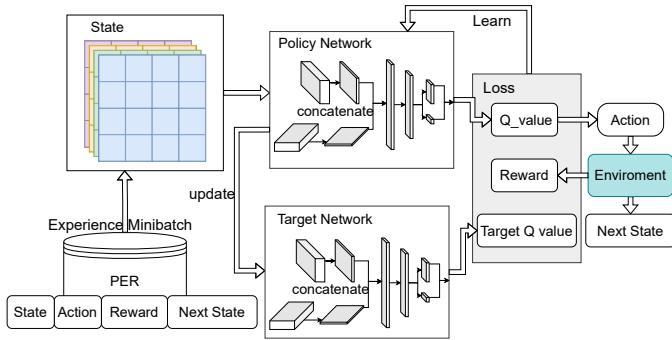 State
Policy Network
Learn
concatenate
Loss
Q_value
Action
Reward
Enviroment
update
Experience Minibatch
Target Network
Target Q value
Next State
PER
concatenate
State
Action
Reward
Next State